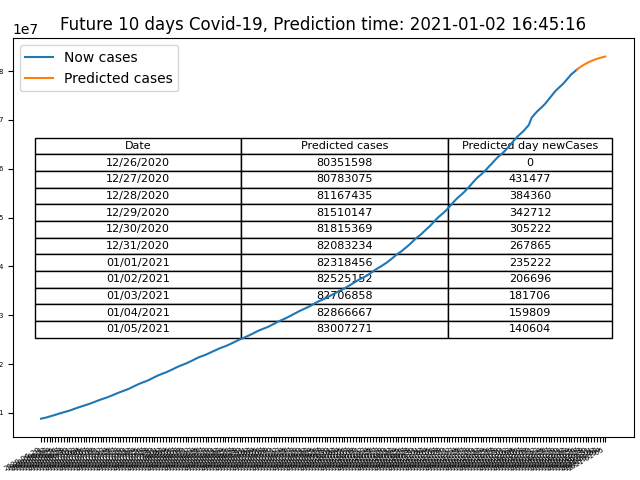 Future 10 days Covid-19, Prediction time: 2021-01-02 16:45:16
1e7
Now cases
Predicted cases
Date Predicted cases Predicted day newCases
12/26/2020 80351598 0
12/27/2020 80783075 431477
12/28/2020 81167435 384360
12/29/2020 81510147 342712
12/30/2020 81815369 305222
12/31/2020 82083234 267865
01/01/2021 82318456 235222
01/02/2021 82525152 206696
01/03/2021 82706858 181706
01/04/2021 82866667 159809
01/05/2021 83007271 140604
8
7
6
5
4
3
2
1